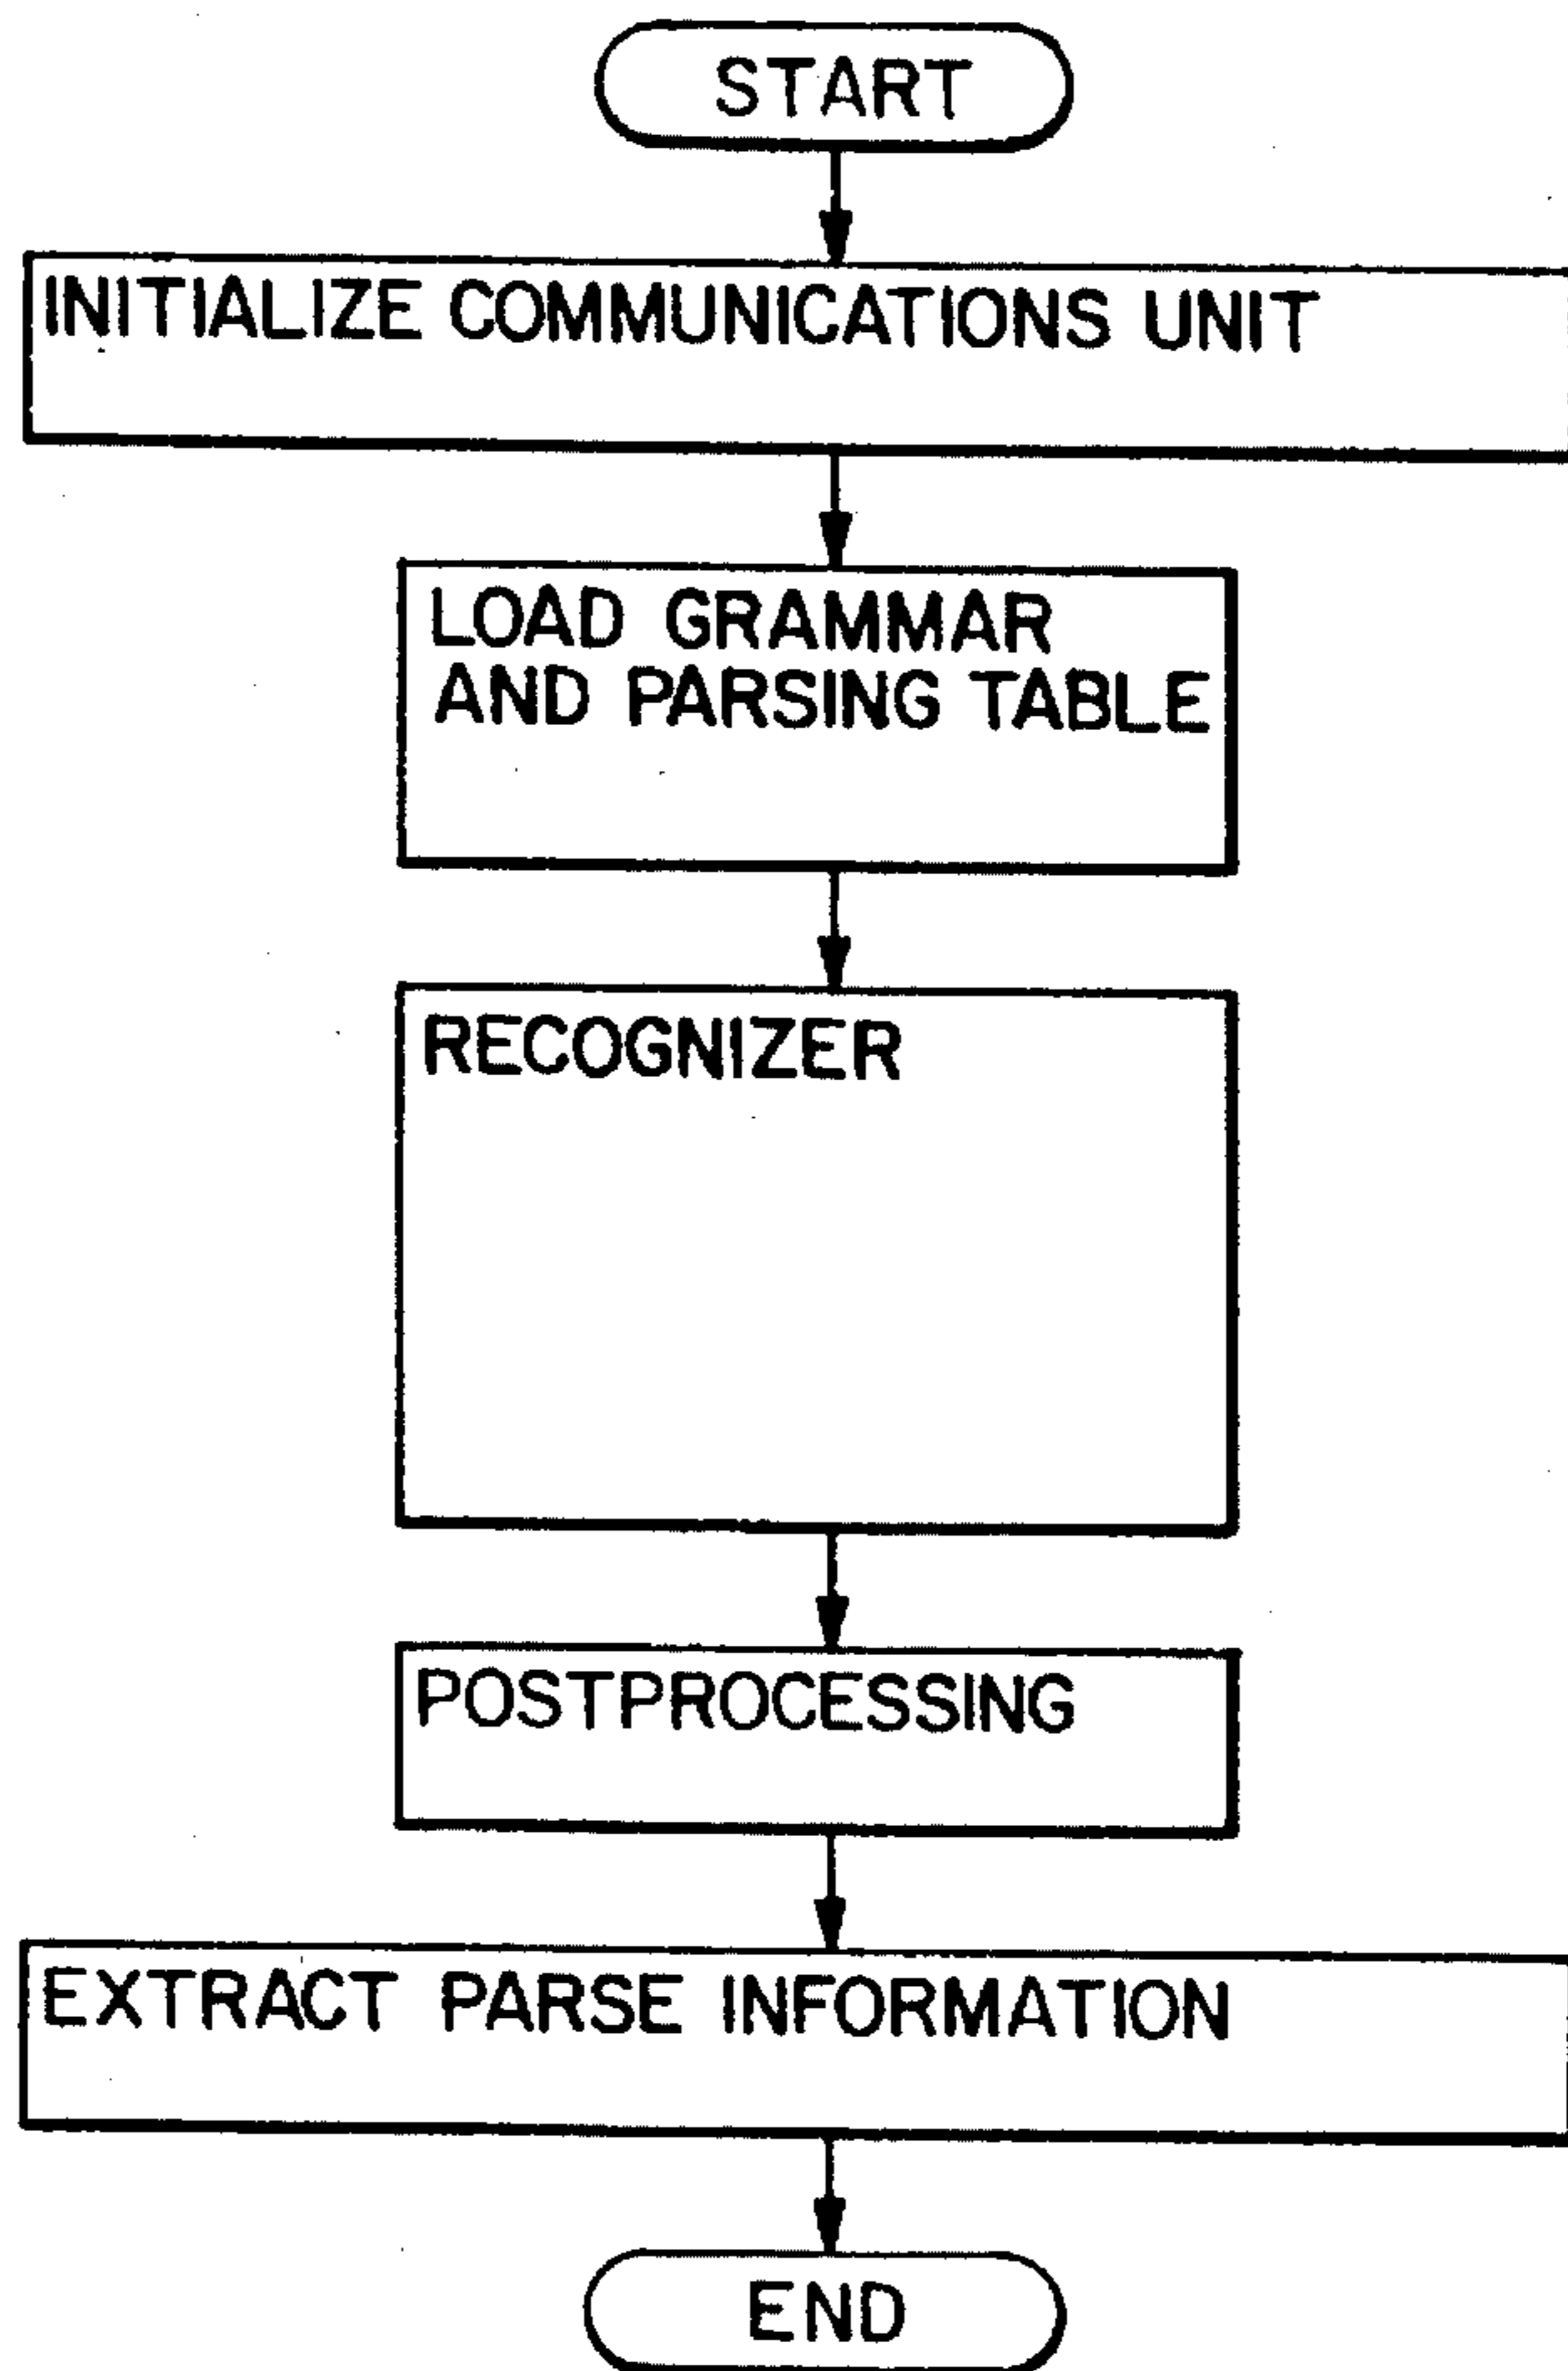 START
INITIALIZE COMMUNICATIONS UNIT
LOAD GRAMMAR
AND PARSING TABLE
RECOGNIZER
POSTPROCESSING
EXTRACT PARSE INFORMATION
END